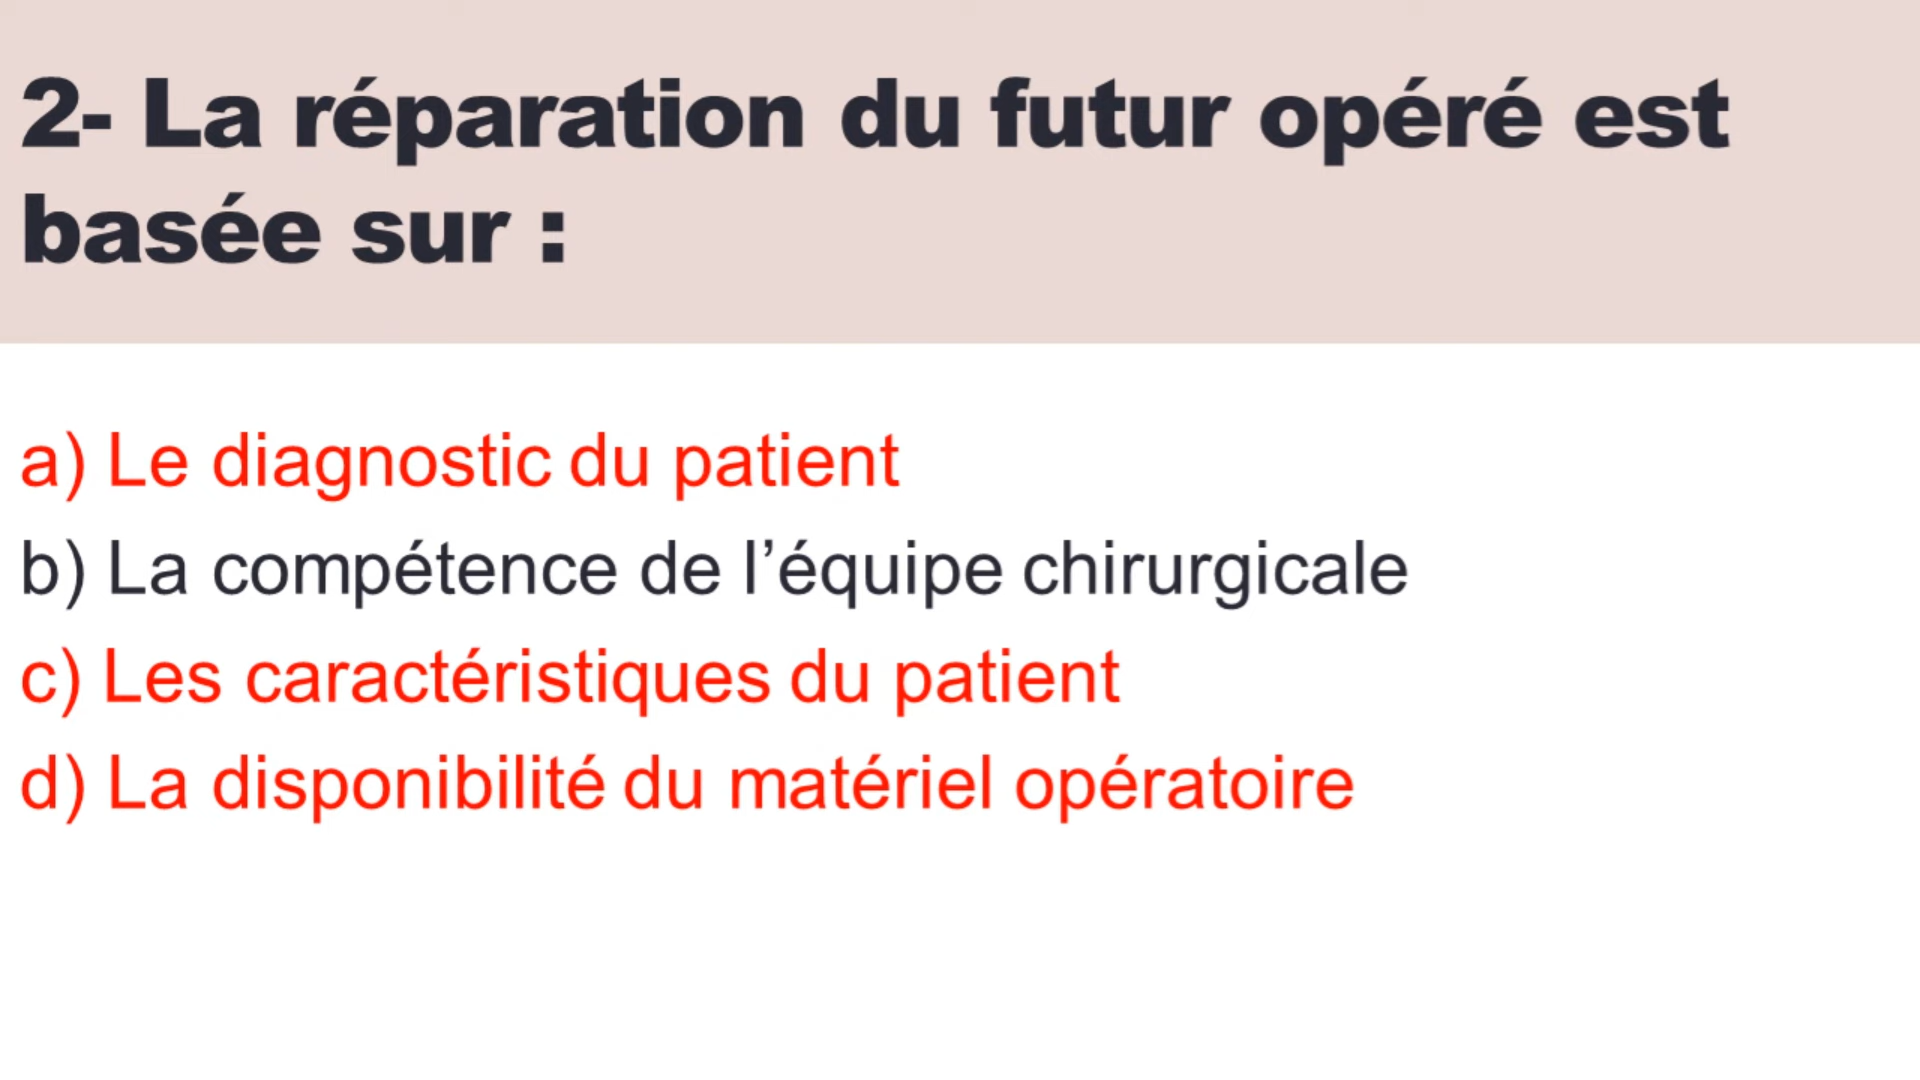 2- La réparation du futur opéré est
basée sur :
a) Le diagnostic du patient
b) La compétence de l’équipe chirurgicale
c) Les caractéristiques du patient
d) La disponibilité du matériel opératoire